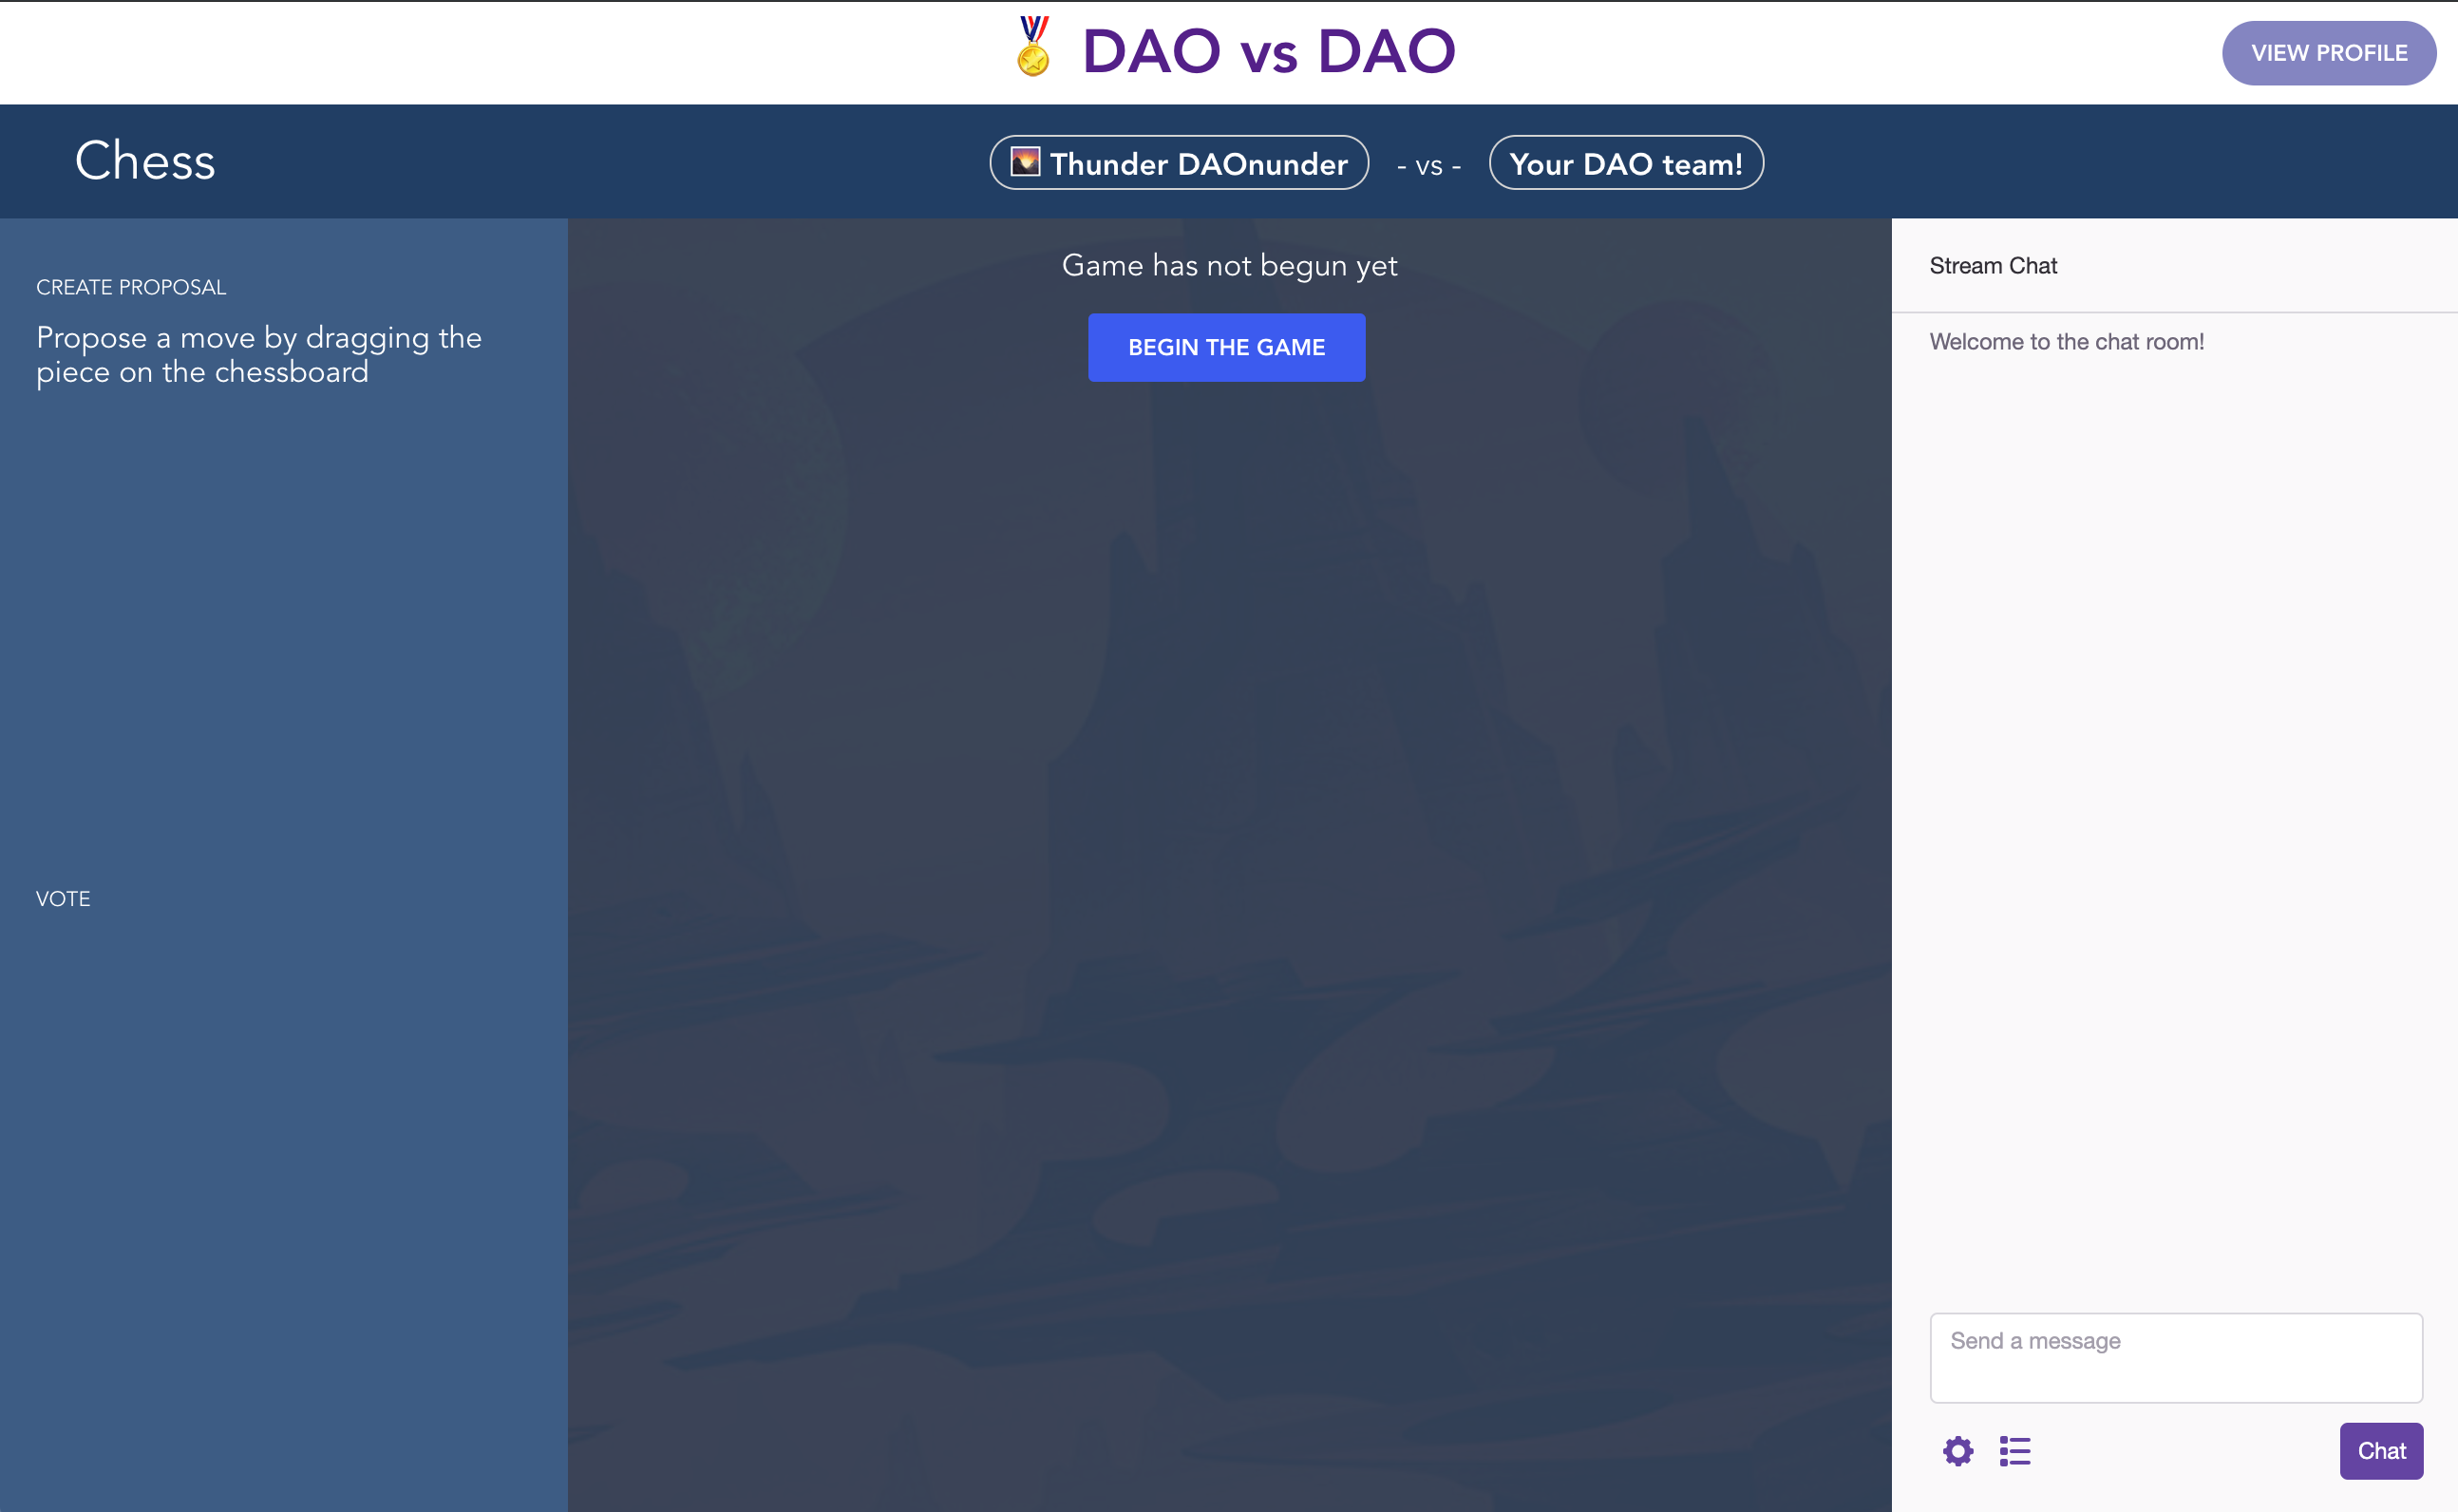 DAO vs DAO
VIEW PROFILE
Chess
Thunder DAOnunder
- vs -
Your DAO team!
CREATE PROPOSAL
Propose a move by dragging the
piece on the chessboard
VOTE
Game has not begun yet
BEGIN THE GAME
Stream Chat
Welcome to the chat room!
Send a message
Chat